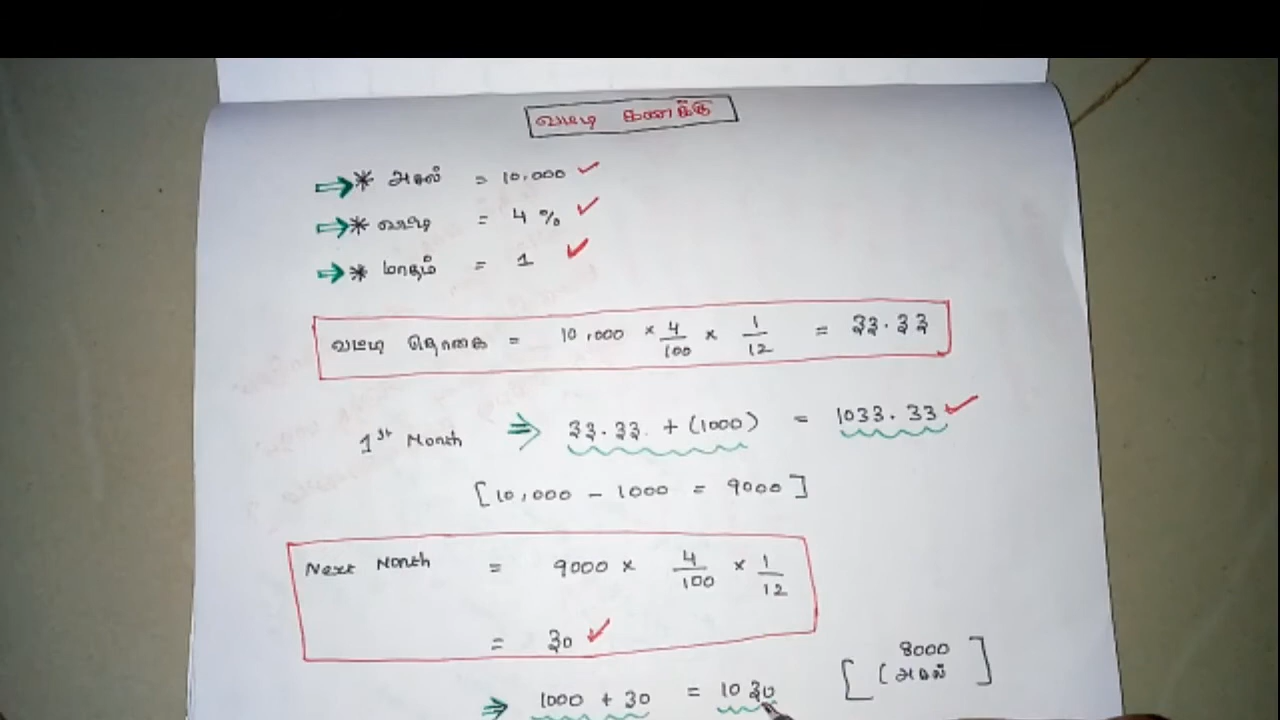 வட்டி கணக்கு
* அசல் = 10,000 ✓
* வட்டி = 4 % ✓
* மாதம் = 1 ✓
வட்டி தொகை = 10,000 × 4/100 × 1/12 = 33.33
1st Month ⇒ 33.33 + (1000) = 1033.33 ✓
[10,000 - 1000 = 9000]
Next Month = 9000 × 4/100 × 1/12
= 30 ✓
⇒ 1000 + 30 = 1030 [8000
(அசல்]